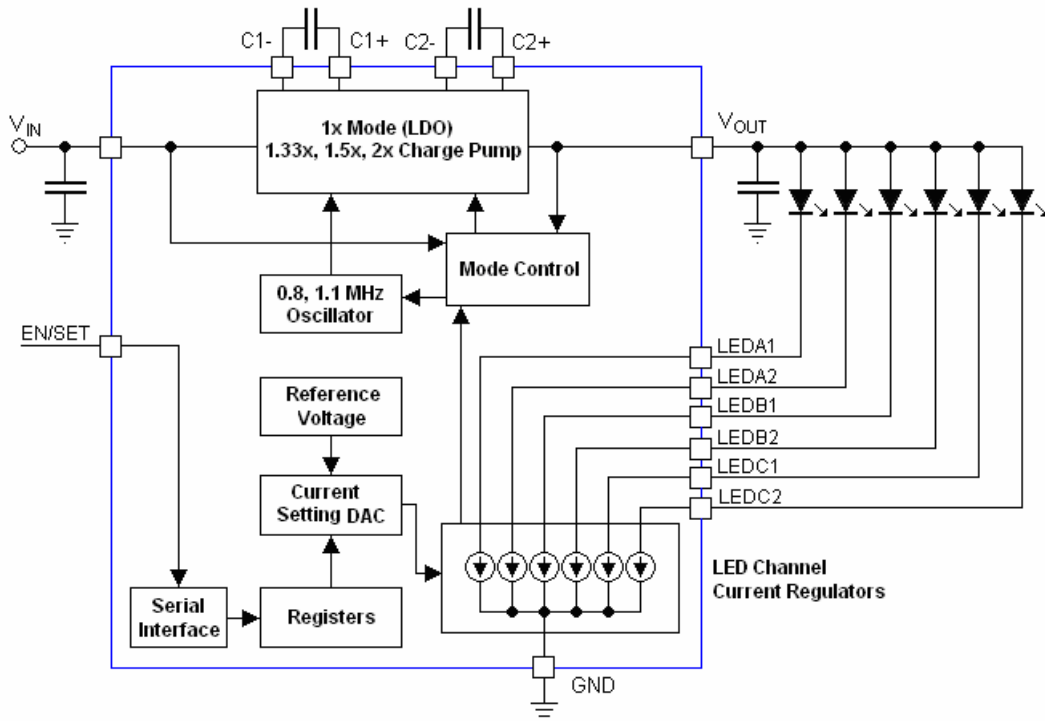 C1-
C1+
C2-
C2+
VIN
1x Mode (LDO)
1.33x, 1.5x, 2x Charge Pump
VOUT
Mode Control
0.8, 1.1 MHz
Oscillator
EN/SET
LEDA1
LEDA2
Reference
Voltage
LEDB1
LEDB2
LEDC1
Current
Setting DAC
LEDC2
LED Channel
Current Regulators
Serial
Interface
Registers
GND